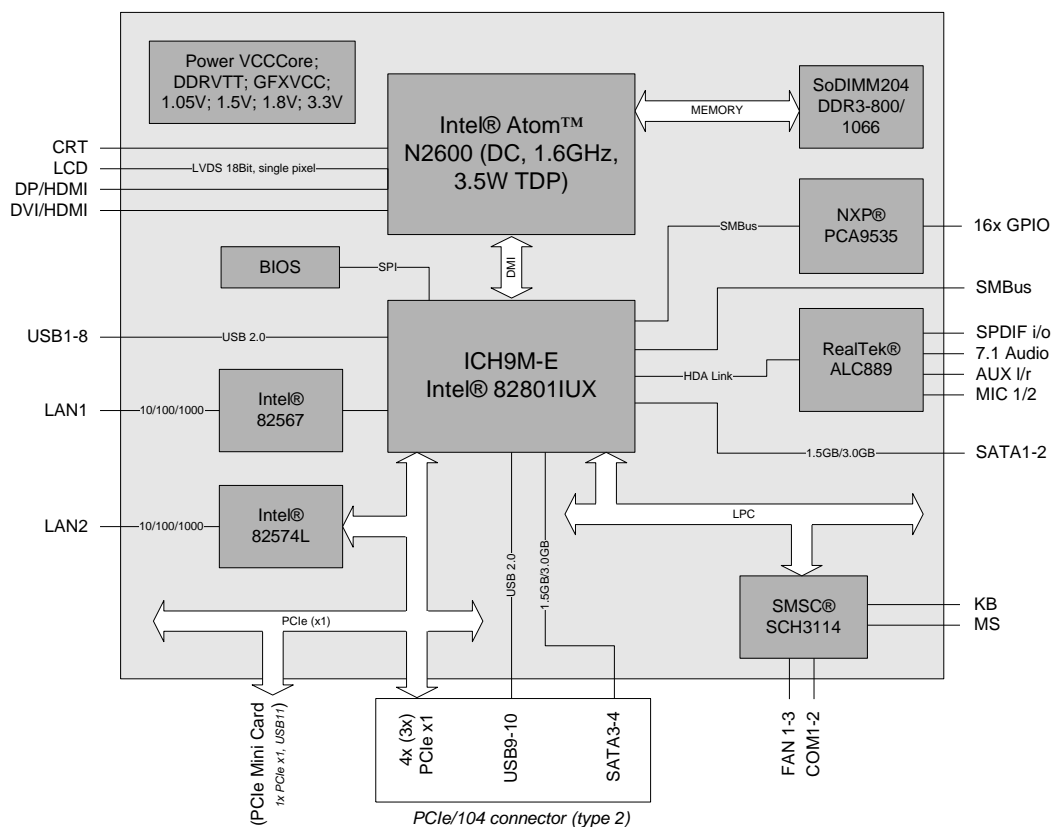 Power VCCCore;
DDRVTT; GFXVCC;
1.05V; 1.5V; 1.8V; 3.3V
Intel® Atom™
N2600 (DC, 1.6GHz,
3.5W TDP)
MEMORY
SoDIMM204
DDR3-800/
1066
CRT
LCD
LVDS 18Bit, single pixel
DP/HDMI
DVI/HDMI
SMBus
NXP®
PCA9535
16x GPIO
DMI
BIOS
SPI
SMBus
USB1-8
USB 2.0
ICH9M-E
Intel® 82801IUX
HDA Link
RealTek®
ALC889
SPDIF i/o
7.1 Audio
AUX l/r
MIC 1/2
LAN1
10/100/1000
Intel®
82567
1.5GB/3.0GB
SATA1-2
LAN2
10/100/1000
Intel®
82574L
LPC
USB 2.0
1.5GB/3.0GB
SMSC®
SCH3114
KB
MS
PCIe (x1)
(PCIe Mini Card
1x PCIe x1, USB11)
4x (3x)
PCIe x1
USB9-10
SATA3-4
FAN 1-3
COM1-2
PCIe/104 connector (type 2)